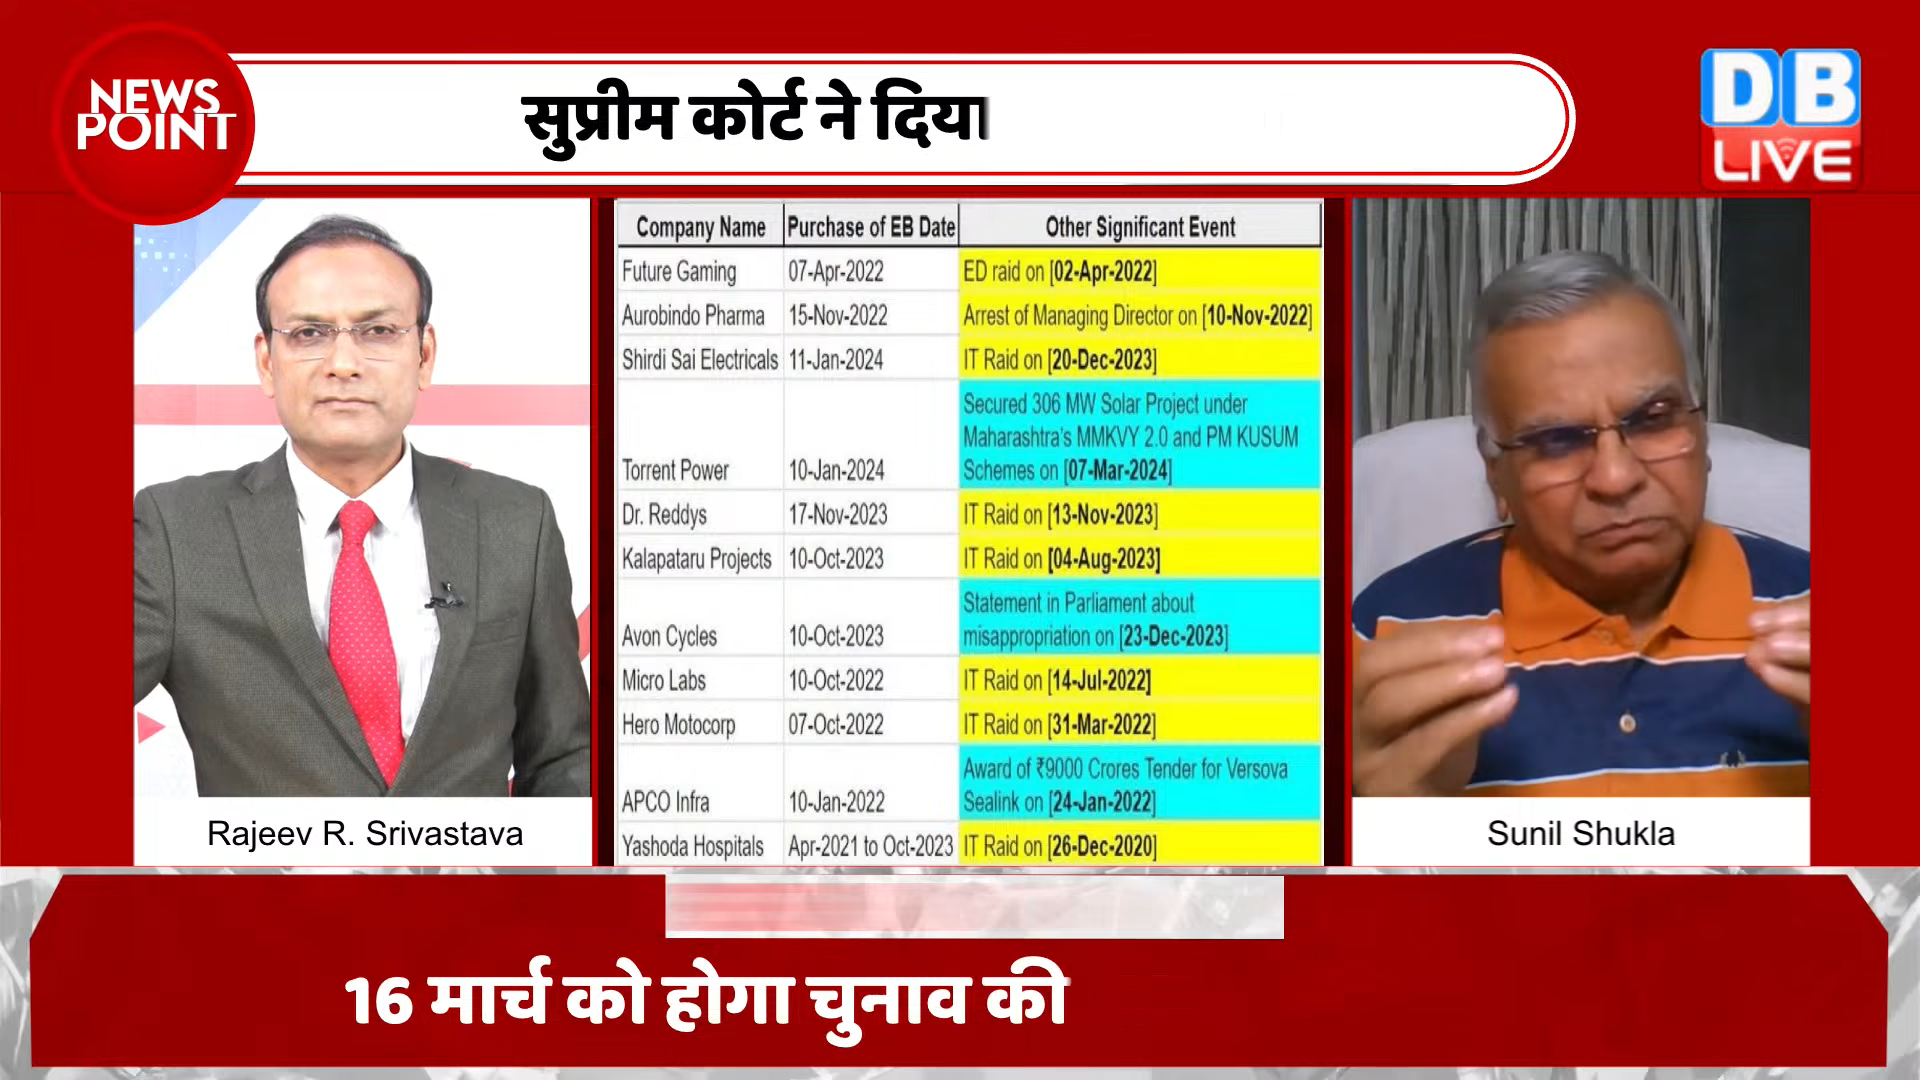 NEWS
POINT
सुप्रीम कोर्ट ने दिया
DB
LIVE
Company Name Purchase of EB Date Other Significant Event
Future Gaming 07-Apr-2022 ED raid on [02-Apr-2022]
Aurobindo Pharma 15-Nov-2022 Arrest of Managing Director on [10-Nov-2022]
Shirdi Sai Electricals 11-Jan-2024 IT Raid on [20-Dec-2023]
Secured 306 MW Solar Project under
Maharashtra's MMKVY 2.0 and PM KUSUM
Torrent Power 10-Jan-2024 Schemes on [07-Mar-2024]
Dr. Reddys 17-Nov-2023 IT Raid on [13-Nov-2023]
Kalapataru Projects 10-Oct-2023 IT Raid on [04-Aug-2023]
Statement in Parliament about
Avon Cycles 10-Oct-2023 misappropriation on [23-Dec-2023]
Micro Labs 10-Oct-2022 IT Raid on [14-Jul-2022]
Hero Motocorp 07-Oct-2022 IT Raid on [31-Mar-2022]
Award of ₹9000 Crores Tender for Versova
APCO Infra 10-Jan-2022 Sealink on [24-Jan-2022]
Yashoda Hospitals Apr-2021 to Oct-2023 IT Raid on [26-Dec-2020]
Rajeev R. Srivastava
Sunil Shukla
16 मार्च को होगा चुनाव की